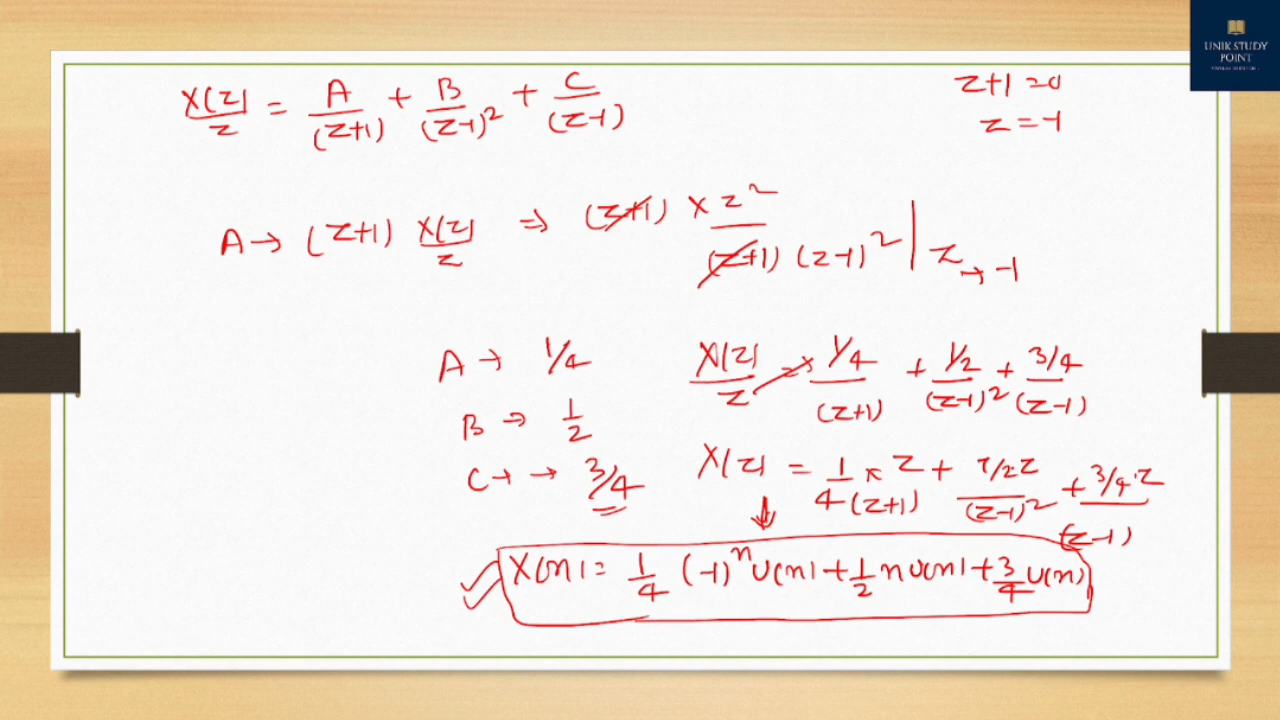 UNIK STUDY
POINT
X(z)/z = A/(z+1) + B/(z-1)² + C/(z-1)
z+1=0
z=-1
A → (z+1) X(z)/z ⇒ (z+1) × z²/(z+1)(z-1)² | z→-1
A → 1/4
B → 1/2
C → → 3/4
X(z)/z = 1/4/(z+1) + 1/2/(z-1)² + 3/4/(z-1)
X(z) = 1/4 × z/(z+1) + 1/2 z/(z-1)² + 3/4 z/(z-1)
X(n) = 1/4 (-1)ⁿ u(n) + 1/2 n u(n) + 3/4 u(n)